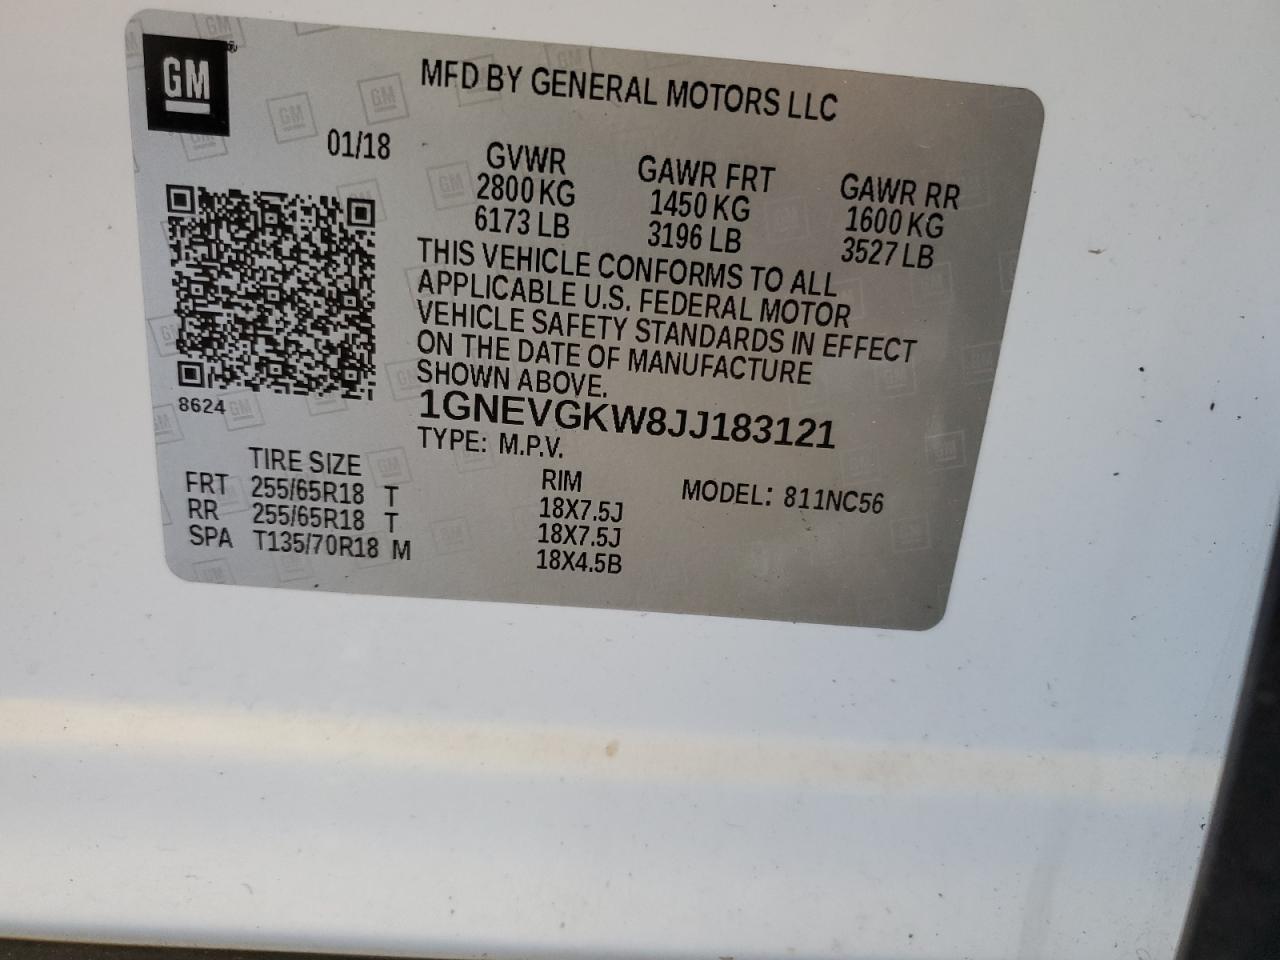 GM
MFD BY GENERAL MOTORS LLC
01/18
GVWR GAWR FRT GAWR RR
2800 KG 1450 KG 1600 KG
6173 LB 3196 LB 3527 LB
THIS VEHICLE CONFORMS TO ALL
APPLICABLE U.S. FEDERAL MOTOR
VEHICLE SAFETY STANDARDS IN EFFECT
ON THE DATE OF MANUFACTURE
SHOWN ABOVE.
8624
1GNEVGKW8JJ183121
TYPE: M.P.V.
TIRE SIZE RIM MODEL: 811NC56
FRT 255/65R18 T 18X7.5J
RR 255/65R18 T 18X7.5J
SPA T135/70R18 M 18X4.5B